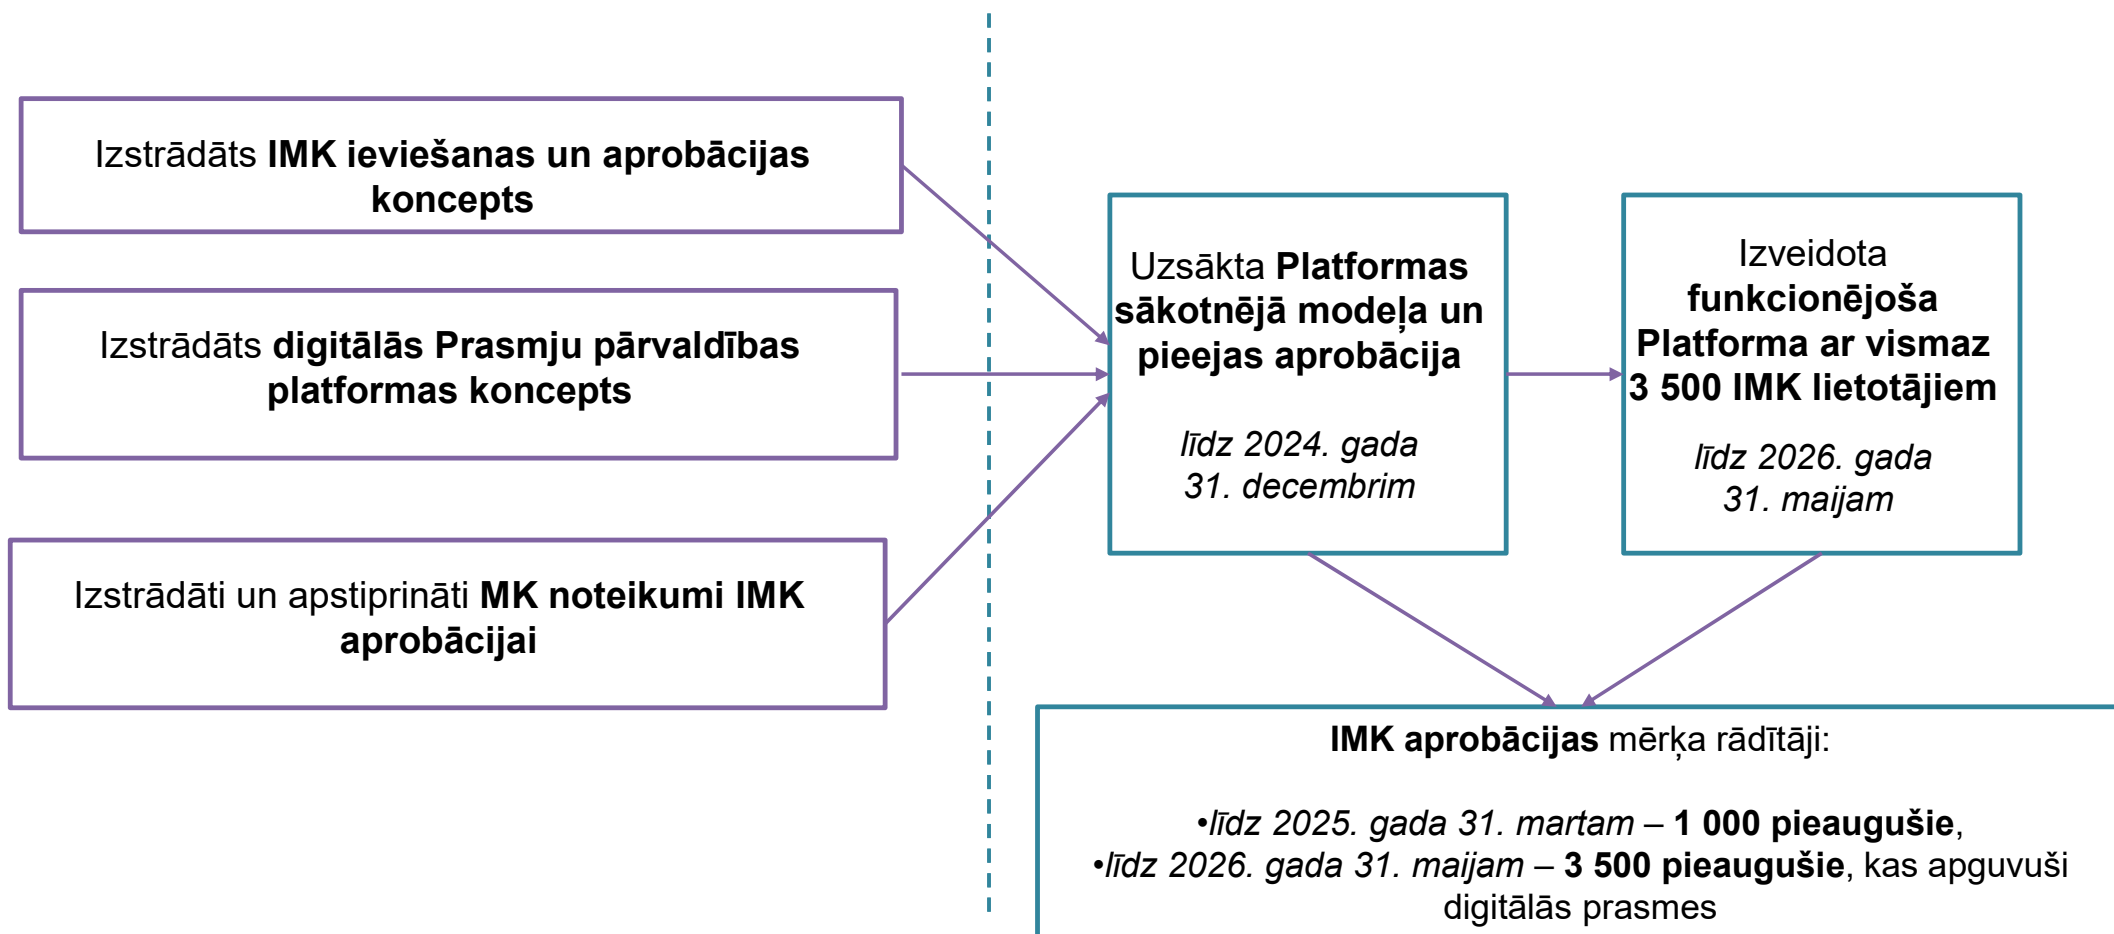 Izstrādāts IMK ieviešanas un aprobācijas
koncepts
Izstrādāts digitālās Prasmju pārvaldības
platformas koncepts
Izstrādāti un apstiprināti MK noteikumi IMK
aprobācijai
Uzsākta Platformas
sākotnējā modeļa un
pieejas aprobācija
līdz 2024. gada
31. decembrim
Izveidota
funkcionējoša
Platforma ar vismaz
3 500 IMK lietotājiem
līdz 2026. gada
31. maijam
IMK aprobācijas mērķa rādītāji:
•līdz 2025. gada 31. martam – 1 000 pieaugušie,
•līdz 2026. gada 31. maijam – 3 500 pieaugušie, kas apguvuši
digitālās prasmes